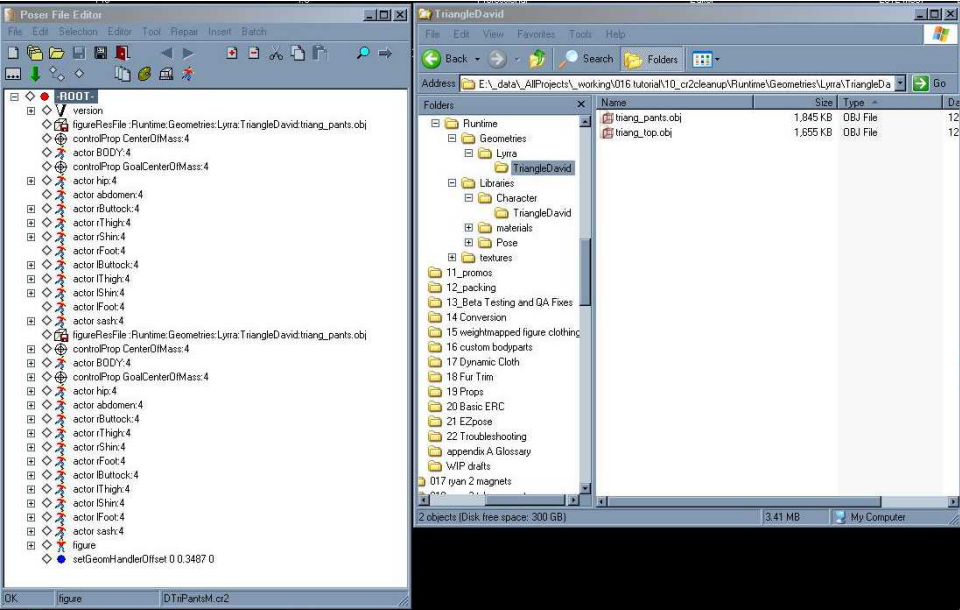 Poser File Editor
File Edit Selection Editor Tool Repair Insert Batch
-ROOT-
version
figureResFile :Runtime:Geometries:Lyrra:TriangleDavid:triang_pants.obj
controlProp CenterOfMass:4
actor BODY:4
controlProp GoalCenterOfMass:4
actor hip:4
actor abdomen:4
actor rButtock:4
actor rThigh:4
actor rShin:4
actor rFoot:4
actor lButtock:4
actor lThigh:4
actor lShin:4
actor lFoot:4
actor sash:4
figureResFile :Runtime:Geometries:Lyrra:TriangleDavid:triang_pants.obj
controlProp CenterOfMass:4
actor BODY:4
controlProp GoalCenterOfMass:4
actor hip:4
actor abdomen:4
actor rButtock:4
actor rThigh:4
actor rShin:4
actor rFoot:4
actor lButtock:4
actor lThigh:4
actor lShin:4
actor lFoot:4
actor sash:4
figure
setGeomHandlerOffset 0 0.3487 0
OK figure DTriPantsM.cr2
TriangleDavid
File Edit View Favorites Tools Help
Back Search Folders
Address E:\_data\_AllProjects\_working\016 tutorial\10_cr2cleanup\Runtime\Geometries\Lyrra\TriangleDa Go
Folders
Runtime
Geometries
Lyrra
TriangleDavid
Libraries
Character
TriangleDavid
materials
Pose
textures
11_promos
12_packing
13_Beta Testing and QA Fixes
14 Conversion
15 weightmapped figure clothing
16 custom bodyparts
17 Dynamic Cloth
18 Fur Trim
19 Props
20 Basic ERC
21 EZpose
22 Troubleshooting
appendix A Glossary
WIP drafts
017 ryan 2 magnets
Name Size Type Da
triang_pants.obj 1,845 KB OBJ File 12
triang_top.obj 1,655 KB OBJ File 12
2 objects (Disk free space: 300 GB) 3.41 MB My Computer